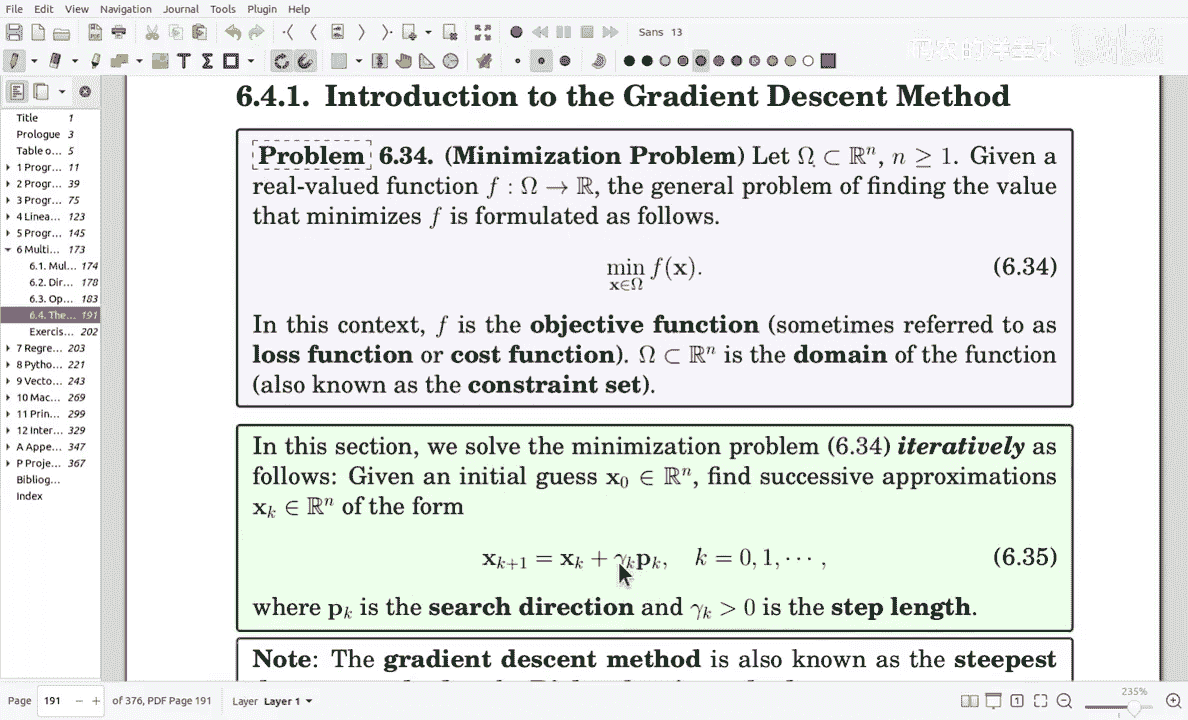 File Edit View Navigation Journal Tools Plugin Help
Sans 13
Title 1
Prologue 3
Table o... 5
1 Progr... 11
2 Progr... 39
3 Progr... 75
4 Linea... 123
5 Progr... 145
6 Multi... 173
6.1. Mul... 174
6.2. Dir... 178
6.3. Op... 183
6.4. The... 191
Exercis... 202
7 Regre... 203
8 Pytho... 221
9 Vecto... 243
10 Mac... 269
11 Prin... 299
12 Inter... 329
A Appe... 347
P Proje... 367
Bibliog...
Index
6.4.1. Introduction to the Gradient Descent Method
Problem 6.34. (Minimization Problem) Let Ω ⊂ ℝⁿ, n ≥ 1. Given a
real-valued function f : Ω → ℝ, the general problem of finding the value
that minimizes f is formulated as follows.
min f(x). (6.34)
x∈Ω
In this context, f is the objective function (sometimes referred to as
loss function or cost function). Ω ⊂ ℝⁿ is the domain of the function
(also known as the constraint set).
In this section, we solve the minimization problem (6.34) iteratively as
follows: Given an initial guess x₀ ∈ ℝⁿ, find successive approximations
xₖ ∈ ℝⁿ of the form
xₖ₊₁ = xₖ + γₖpₖ, k = 0, 1, ⋯ , (6.35)
where pₖ is the search direction and γₖ > 0 is the step length.
Note: The gradient descent method is also known as the steepest
Page 191 − + of 376, PDF Page 191 Layer Layer 1 235%